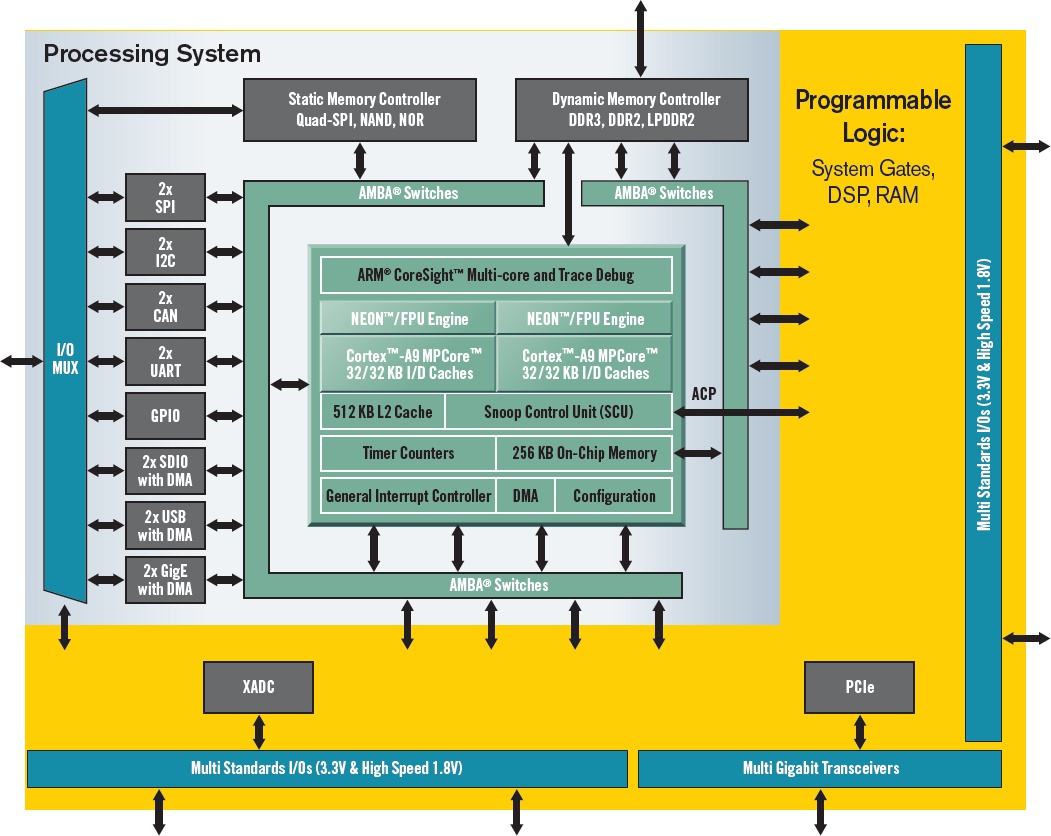 Processing System
Static Memory Controller
Quad-SPI, NAND, NOR
Dynamic Memory Controller
DDR3, DDR2, LPDDR2
Programmable
Logic:
System Gates,
DSP, RAM
AMBA® Switches
AMBA® Switches
2x
SPI
2x
I2C
2x
CAN
2x
UART
GPIO
2x SDIO
with DMA
2x USB
with DMA
2x GigE
with DMA
I/O
MUX
ARM® CoreSight™ Multi-core and Trace Debug
NEON™/FPU Engine
NEON™/FPU Engine
Cortex™-A9 MPCore™
32/32 KB I/D Caches
Cortex™-A9 MPCore™
32/32 KB I/D Caches
512 KB L2 Cache
Snoop Control Unit (SCU)
ACP
Timer Counters
256 KB On-Chip Memory
General Interrupt Controller
DMA
Configuration
AMBA® Switches
Multi Standards I/Os (3.3V & High Speed 1.8V)
XADC
PCIe
Multi Standards I/Os (3.3V & High Speed 1.8V)
Multi Gigabit Transceivers